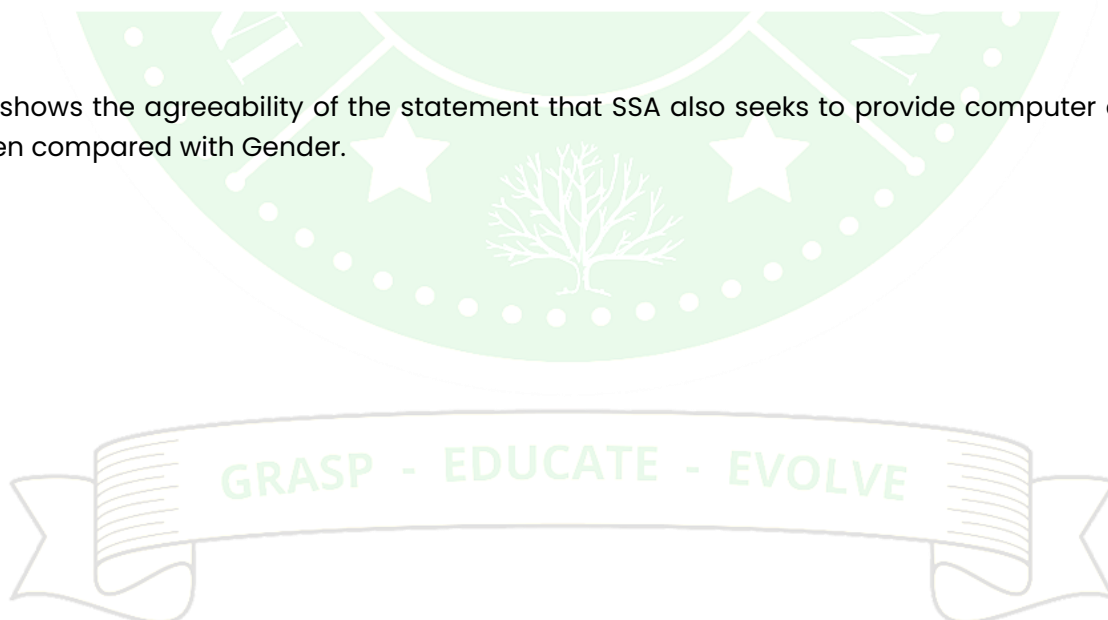 shows the agreeability of the statement that SSA also seeks to provide computer
compared with Gender.
GRASP - EDUCATE - EVOLVE